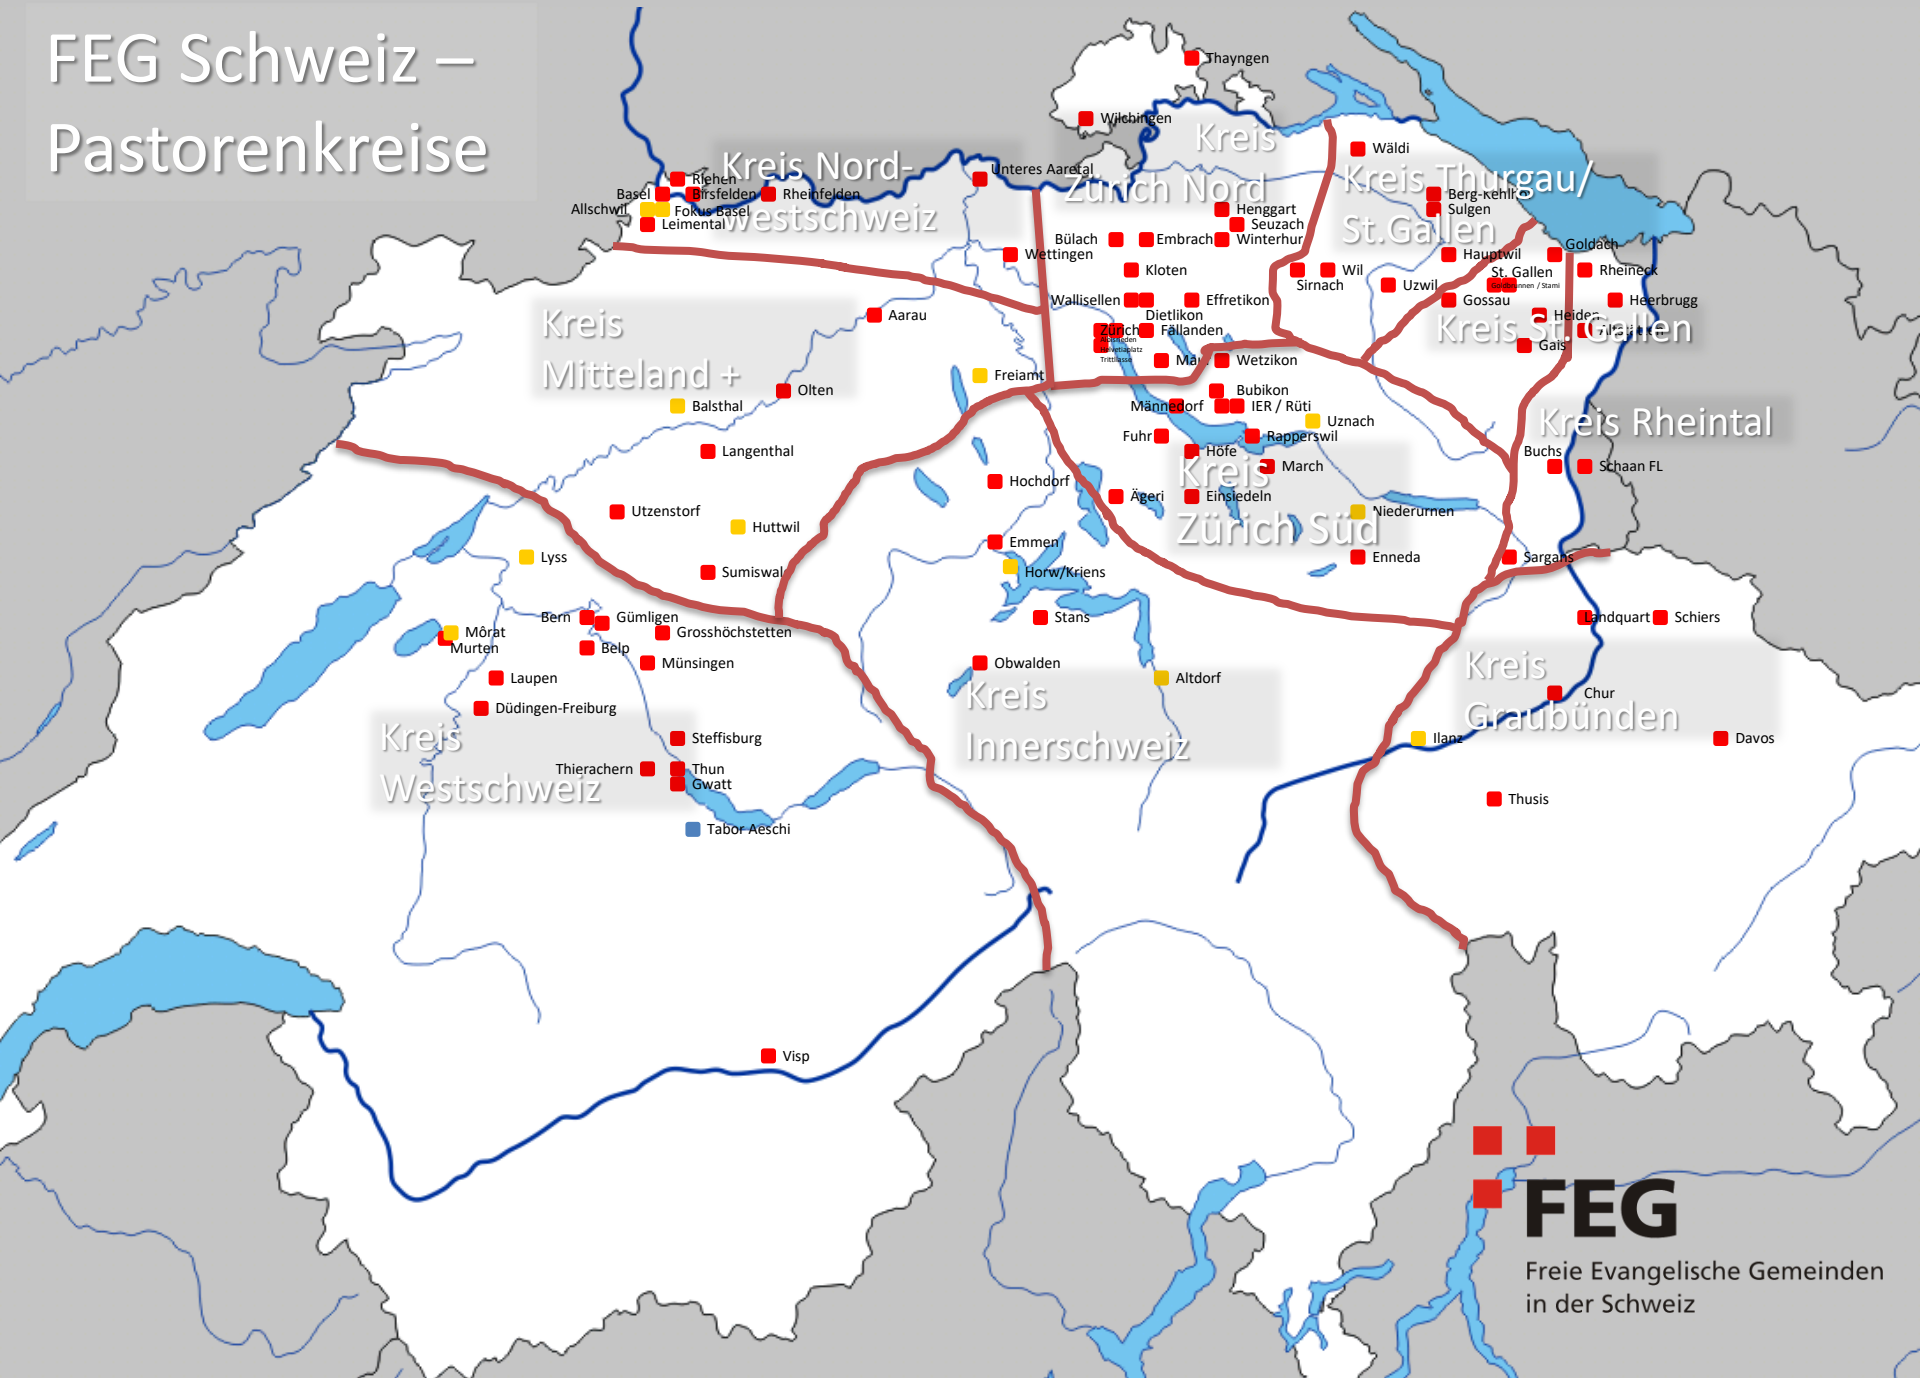 FEG Schweiz –
Pastorenkreise
Thayngen
Wilchingen
Kreis
Zürich Nord
Wäldi
Kreis Thurgau/
St.Gallen
Berg-Kehlhof
Sulgen
Kreis Nord-
westschweiz
Unteres Aaretal
Riehen
Basel
Birsfelden
Rheinfelden
Allschwil
Fokus Basel
Leimental
Henggart
Seuzach
Bülach
Embrach
Winterhur
Wettingen
Kloten
Sirnach
Wil
Uzwil
Hauptwil
Goldach
St. Gallen
Goldbrunnen / Stami
Rheineck
Gossau
Heerbrugg
Wallisellen
Effretikon
Dietlikon
Aarau
Zürich
Helvetiaplatz
Fällanden
Heiden
Kreis St. Gallen
Gais
Kreis
Mitteland +
Wetzikon
Freiamt
Olten
Balsthal
Bubikon
Männedorf
IER / Rüti
Uznach
Kreis Rheintal
Fuhr
Rapperswil
Langenthal
Höfe
March
Buchs
Schaan FL
Kreis
Zürich Süd
Hochdorf
Ägeri
Einsiedeln
Niederurnen
Utzenstorf
Huttwil
Emmen
Lyss
Enneda
Sargans
Sumiswal
Horw/Kriens
Bern
Gümligen
Stans
Landquart
Schiers
Môrat
Murten
Grosshöchstetten
Belp
Münsingen
Obwalden
Laupen
Altdorf
Kreis
Graubünden
Chur
Kreis
Innerschweiz
Düdingen-Freiburg
Kreis
Westschweiz
Steffisburg
Ilanz
Davos
Thierachern
Thun
Gwatt
Thusis
Tabor Aeschi
Visp
FEG
Freie Evangelische Gemeinden
in der Schweiz